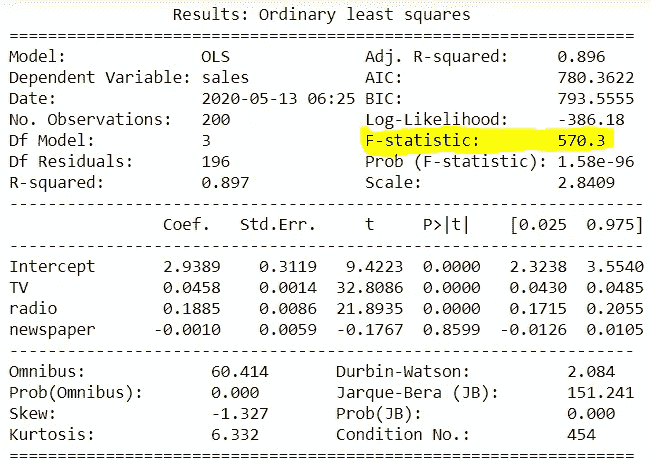 Results: Ordinary least squares
==================================================================
Model: OLS Adj. R-squared: 0.896
Dependent Variable: sales AIC: 780.3622
Date: 2020-05-13 06:25 BIC: 793.5555
No. Observations: 200 Log-Likelihood: -386.18
Df Model: 3 F-statistic: 570.3
Df Residuals: 196 Prob (F-statistic): 1.58e-96
R-squared: 0.897 Scale: 2.8409
------------------------------------------------------------------
Coef. Std.Err. t P>|t| [0.025 0.975]
------------------------------------------------------------------
Intercept 2.9389 0.3119 9.4223 0.0000 2.3238 3.5540
TV 0.0458 0.0014 32.8086 0.0000 0.0430 0.0485
radio 0.1885 0.0086 21.8935 0.0000 0.1715 0.2055
newspaper -0.0010 0.0059 -0.1767 0.8599 -0.0126 0.0105
------------------------------------------------------------------
Omnibus: 60.414 Durbin-Watson: 2.084
Prob(Omnibus): 0.000 Jarque-Bera (JB): 151.241
Skew: -1.327 Prob(JB): 0.000
Kurtosis: 6.332 Condition No.: 454
==================================================================